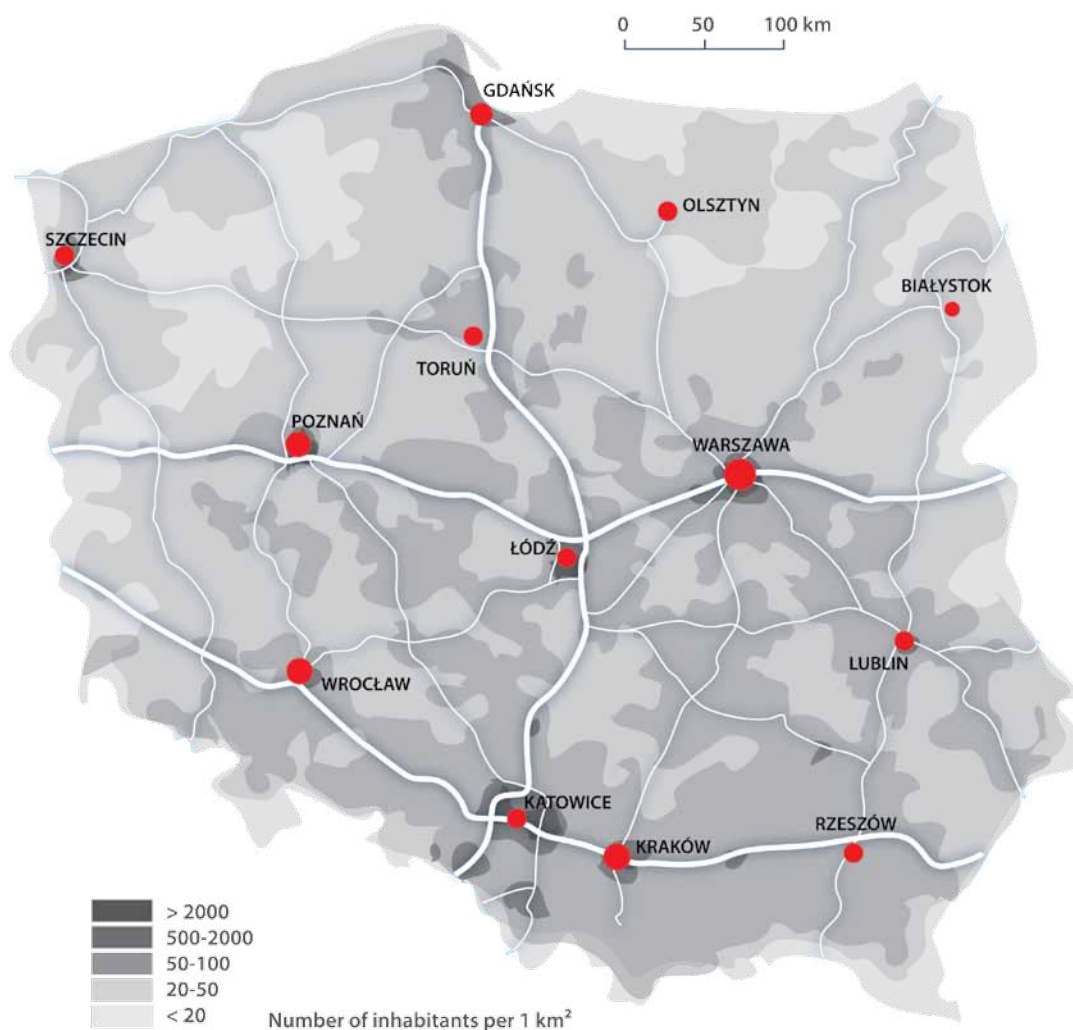 0 50 100 km
GDAŃSK
OLSZTYN
SZCZECIN
BIAŁYSTOK
TORUŃ
POZNAŃ
WARSZAWA
ŁÓDŹ
LUBLIN
WROCŁAW
KATOWICE
RZESZÓW
KRAKÓW
> 2000
500-2000
50-100
20-50
< 20
Number of inhabitants per 1 km²